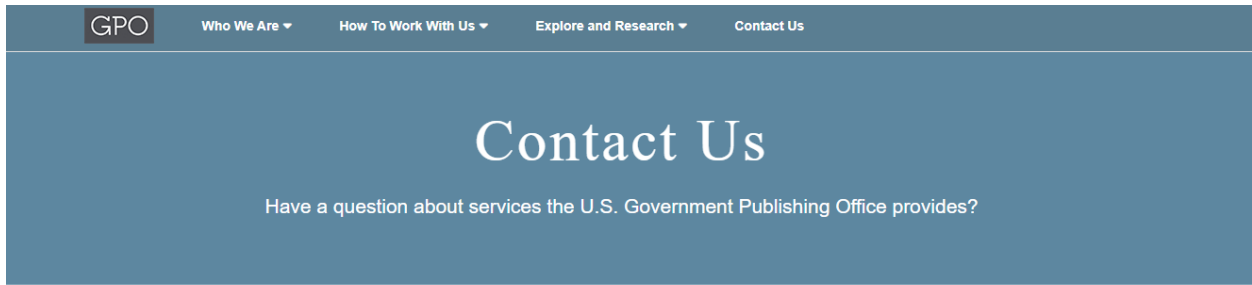 GPO Who We Are How To Work With Us Explore and Research Contact Us
Contact Us
Have a question about services the U.S. Government Publishing Office provides?